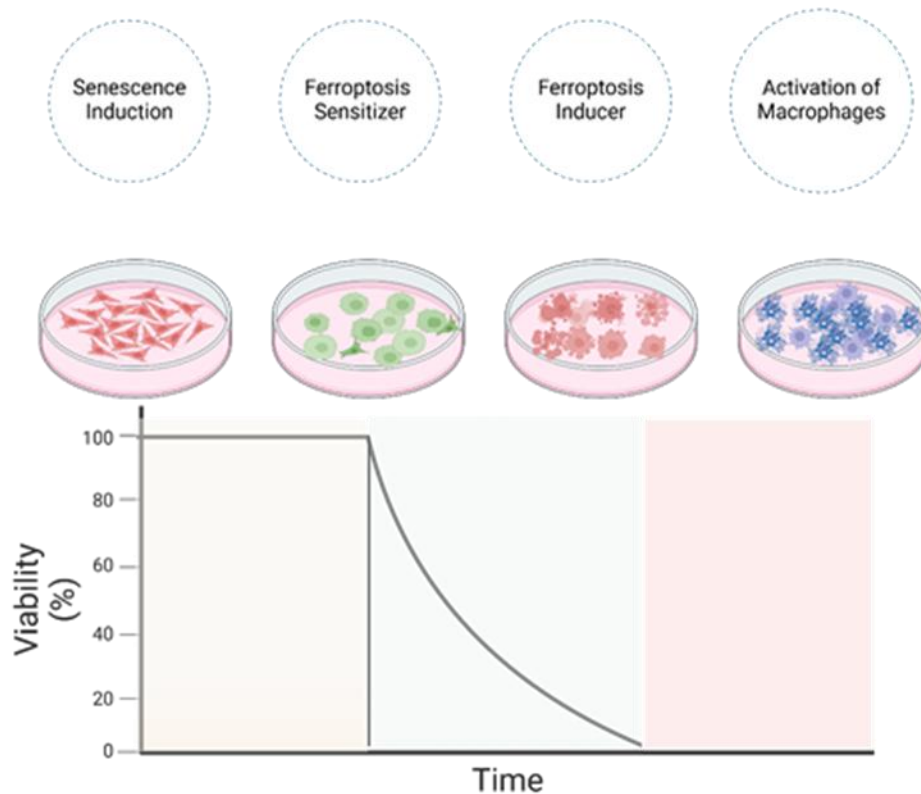 Senescence
Induction
Ferroptosis
Sensitizer
Ferroptosis
Inducer
Activation of
Macrophages
100
80
60
40
20
0
Viability
(%)
Time